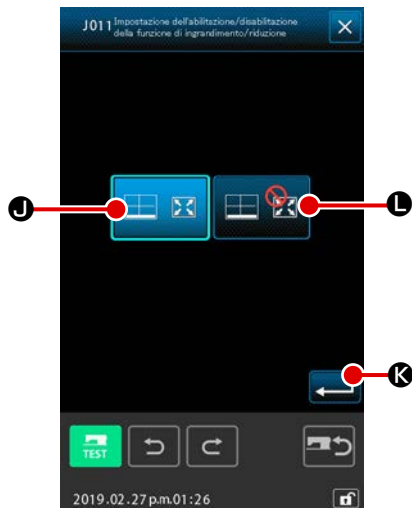 J011 Impostazione dell'abilitazione/disabilitazione
della funzione di ingrandimento/riduzione
J
L
K
TEST
2019.02.27 p.m.01:26